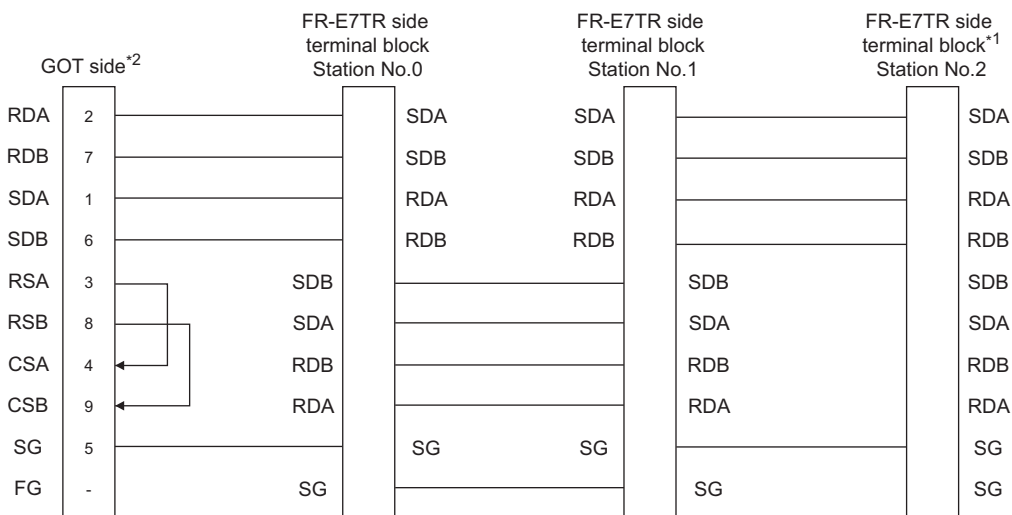 FR-E7TR side
terminal block
Station No.0
FR-E7TR side
terminal block
Station No.1
FR-E7TR side
terminal block*1
Station No.2
GOT side*2
RDA 2 SDA SDA SDA
RDB 7 SDB SDB SDB
SDA 1 RDA RDA RDA
SDB 6 RDB RDB RDB
RSA 3 SDB SDB SDB
RSB 8 SDA SDA SDA
CSA 4 RDB RDB RDB
CSB 9 RDA RDA RDA
SG 5 SG SG SG
FG - SG SG SG